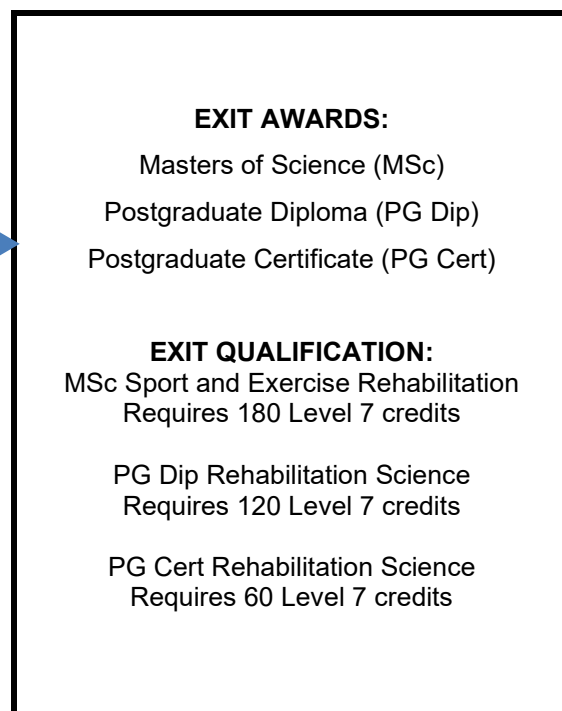 EXIT AWARDS:
Masters of Science (MSc)
Postgraduate Diploma (PG Dip)
Postgraduate Certificate (PG Cert)
EXIT QUALIFICATION:
MSc Sport and Exercise Rehabilitation
Requires 180 Level 7 credits
PG Dip Rehabilitation Science
Requires 120 Level 7 credits
PG Cert Rehabilitation Science
Requires 60 Level 7 credits